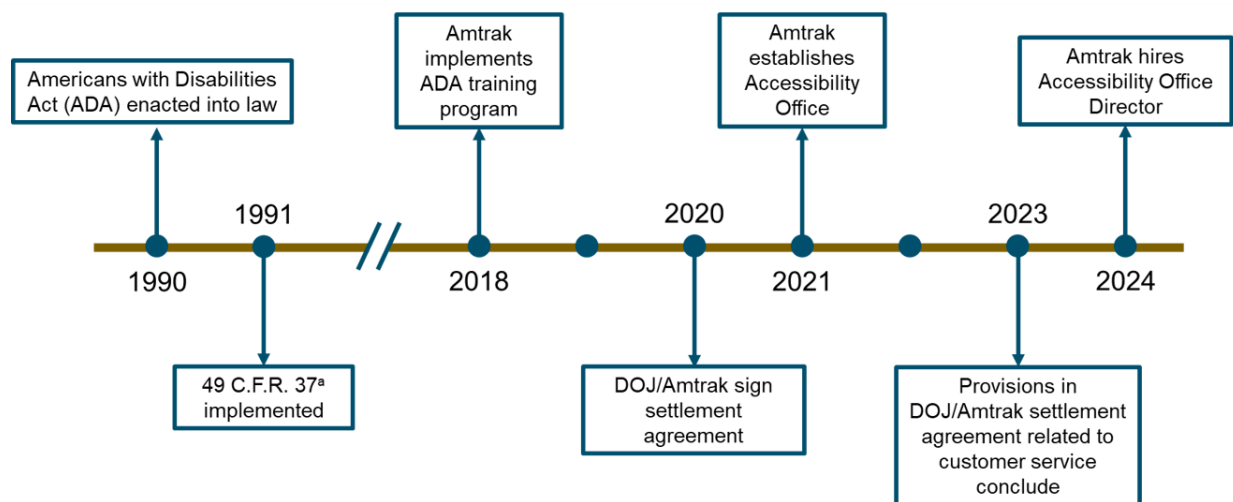 Americans with Disabilities
Act (ADA) enacted into law
Amtrak
implements
ADA training
program
Amtrak
establishes
Accessibility
Office
Amtrak hires
Accessibility Office
Director
1991
2020
2023
1990
2018
2021
2024
49 C.F.R. 37ᵃ
implemented
DOJ/Amtrak sign
settlement
agreement
Provisions in
DOJ/Amtrak settlement
agreement related to
customer service
conclude